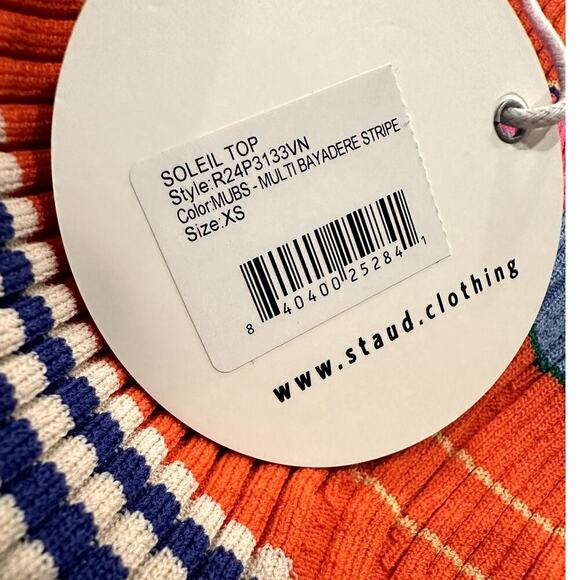 SOLEIL TOP
Style:R24P3133VN
Color:MUBS - MULTI BAYADERE STRIPE
Size:XS
8 40400 25284 1
www.staud.clothing